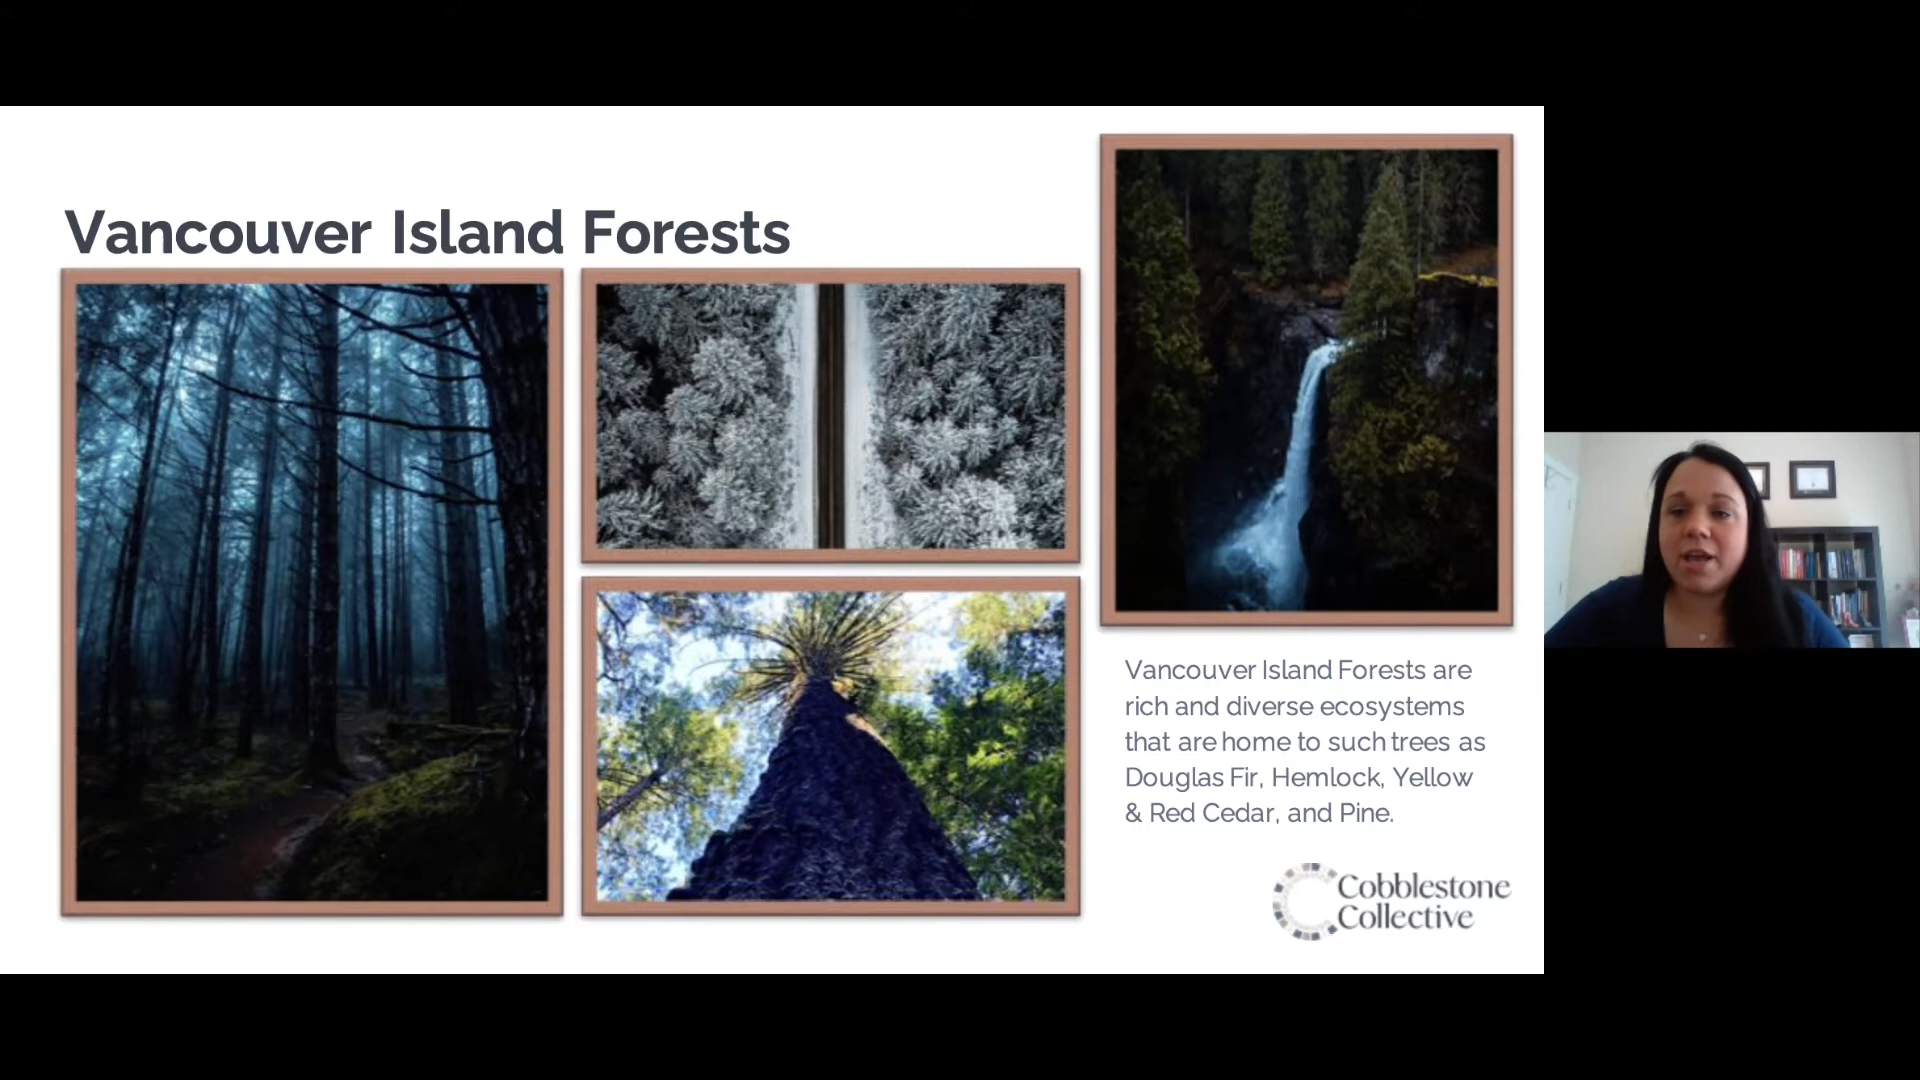 Vancouver Island Forests
Vancouver Island Forests are
rich and diverse ecosystems
that are home to such trees as
Douglas Fir, Hemlock, Yellow
& Red Cedar, and Pine.
Cobblestone
Collective